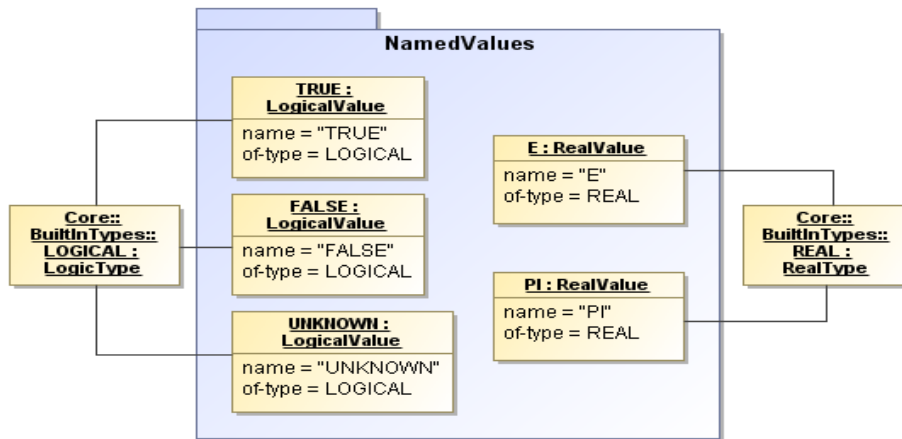 NamedValues
TRUE :
LogicalValue
name = "TRUE"
of-type = LOGICAL
E : RealValue
name = "E"
of-type = REAL
Core::
BuiltInTypes::
LOGICAL :
LogicType
FALSE :
LogicalValue
name = "FALSE"
of-type = LOGICAL
Core::
BuiltInTypes::
REAL :
RealType
PI : RealValue
name = "PI"
of-type = REAL
UNKNOWN :
LogicalValue
name = "UNKNOWN"
of-type = LOGICAL